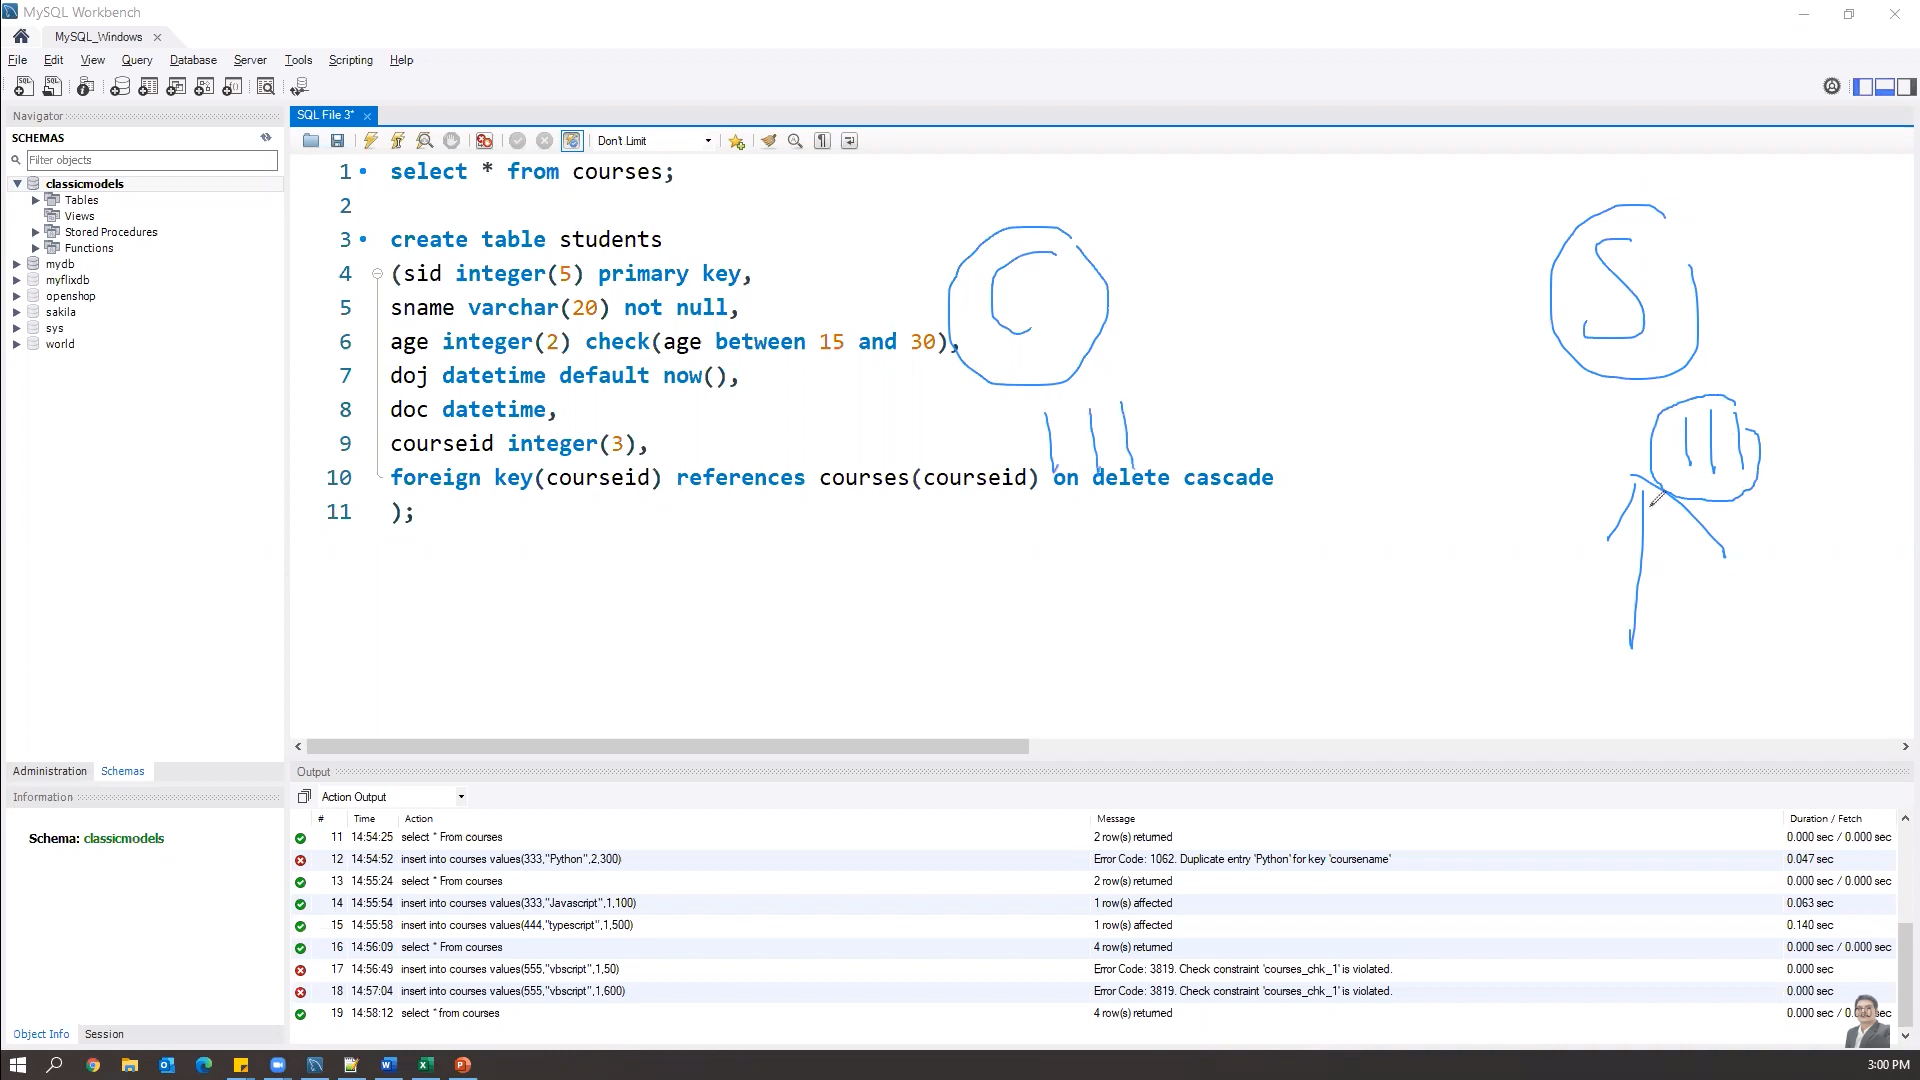 MySQL Workbench
MySQL_Windows
File Edit View Query Database Server Tools Scripting Help
Navigator
SCHEMAS
Filter objects
classicmodels
Tables
Views
Stored Procedures
Functions
mydb
myflixdb
openshop
sakila
sys
world
Administration Schemas
Information
Schema: classicmodels
Object Info Session
SQL File 3*
Don't Limit
1 select * from courses;
2
3 create table students
4 (sid integer(5) primary key,
5 sname varchar(20) not null,
6 age integer(2) check(age between 15 and 30),
7 doj datetime default now(),
8 doc datetime,
9 courseid integer(3),
10 foreign key(courseid) references courses(courseid) on delete cascade
11 );
C
S
Output
Action Output
# Time Action Message Duration / Fetch
11 14:54:25 select * From courses 2 row(s) returned 0.000 sec / 0.000 sec
12 14:54:52 insert into courses values(333,"Python",2,300) Error Code: 1062. Duplicate entry 'Python' for key 'coursename' 0.047 sec
13 14:55:24 select * From courses 2 row(s) returned 0.000 sec / 0.000 sec
14 14:55:54 insert into courses values(333,"Javascript",1,100) 1 row(s) affected 0.063 sec
15 14:55:58 insert into courses values(444,"typescript",1,500) 1 row(s) affected 0.140 sec
16 14:56:09 select * From courses 4 row(s) returned 0.000 sec / 0.000 sec
17 14:56:49 insert into courses values(555,"vbscript",1,50) Error Code: 3819. Check constraint 'courses_chk_1' is violated. 0.000 sec
18 14:57:04 insert into courses values(555,"vbscript",1,600) Error Code: 3819. Check constraint 'courses_chk_1' is violated. 0.000 sec
19 14:58:12 select * from courses 4 row(s) returned 0.000 sec / 0.000 sec
3:00 PM